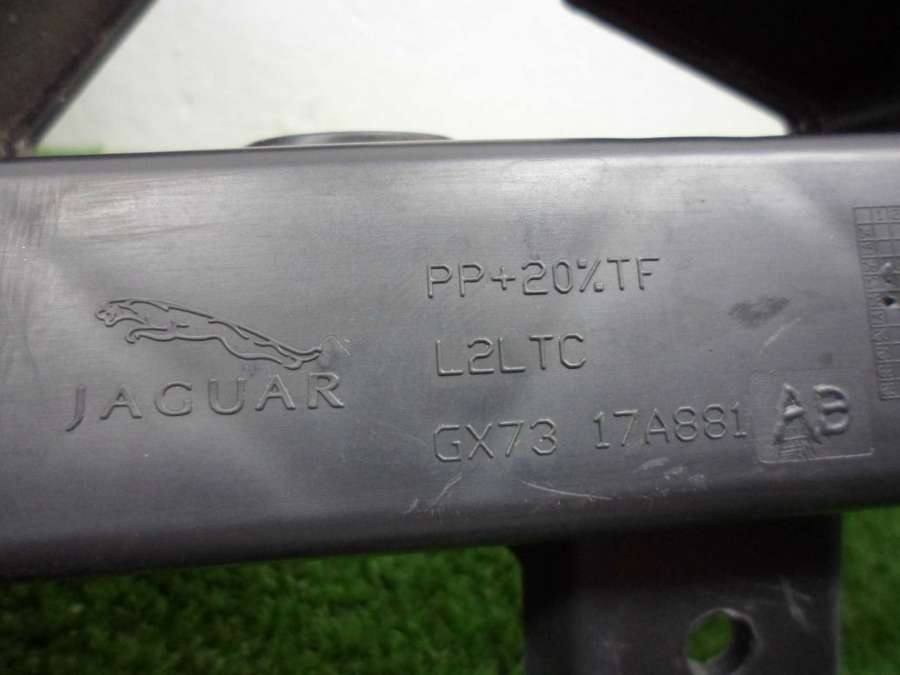 JAGUAR
PP+20%TF
L2LTC
GX73 17A881 AB